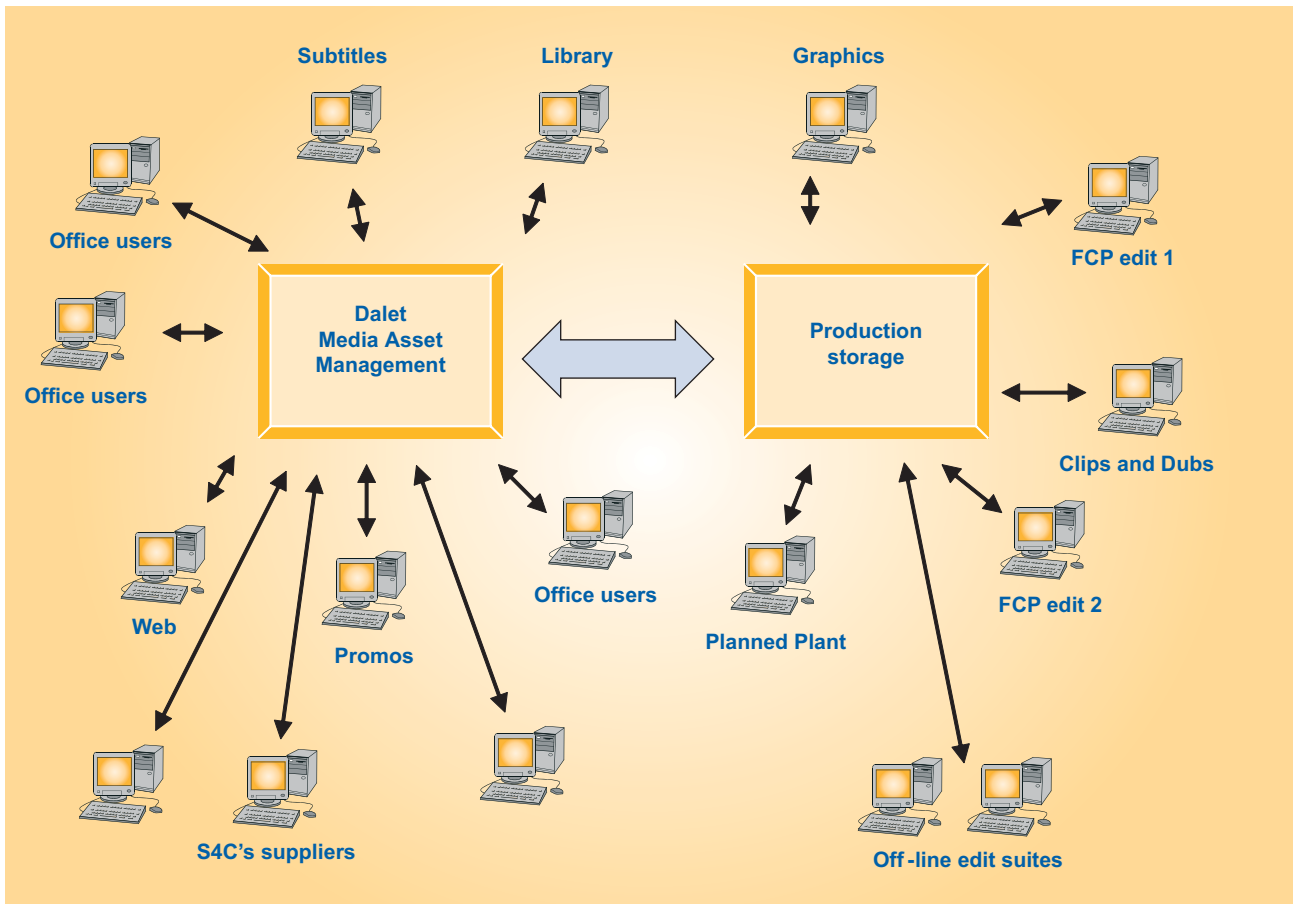 Subtitles
Library
Graphics
Office users
FCP edit 1
Dalet
Media Asset
Management
Production
storage
Office users
Clips and Dubs
Office users
FCP edit 2
Web
Promos
Planned Plant
S4C's suppliers
Off -line edit suites